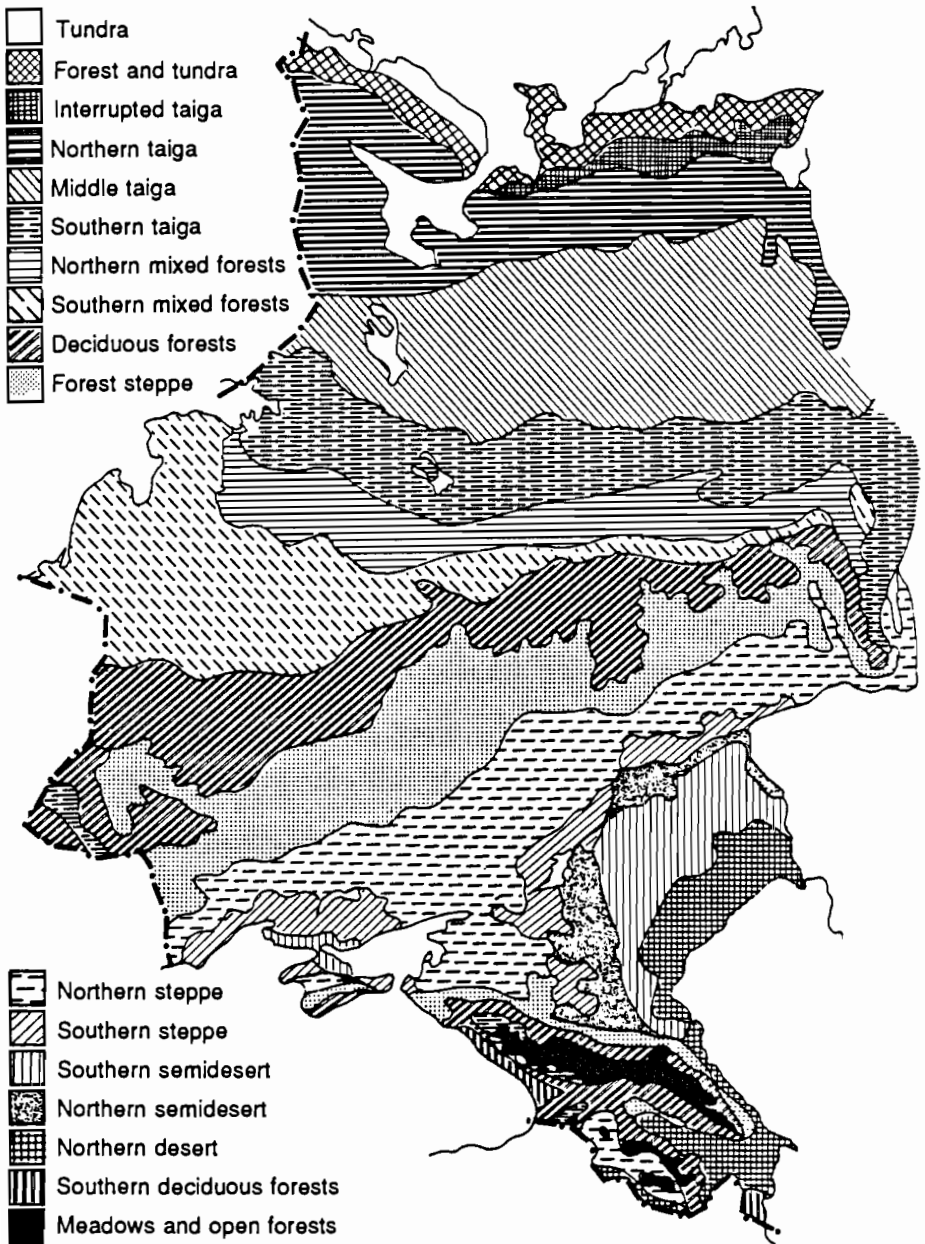 Tundra
Forest and tundra
Interrupted taiga
Northern taiga
Middle taiga
Southern taiga
Northern mixed forests
Southern mixed forests
Deciduous forests
Forest steppe
Northern steppe
Southern steppe
Southern semidesert
Northern semidesert
Northern desert
Southern deciduous forests
Meadows and open forests